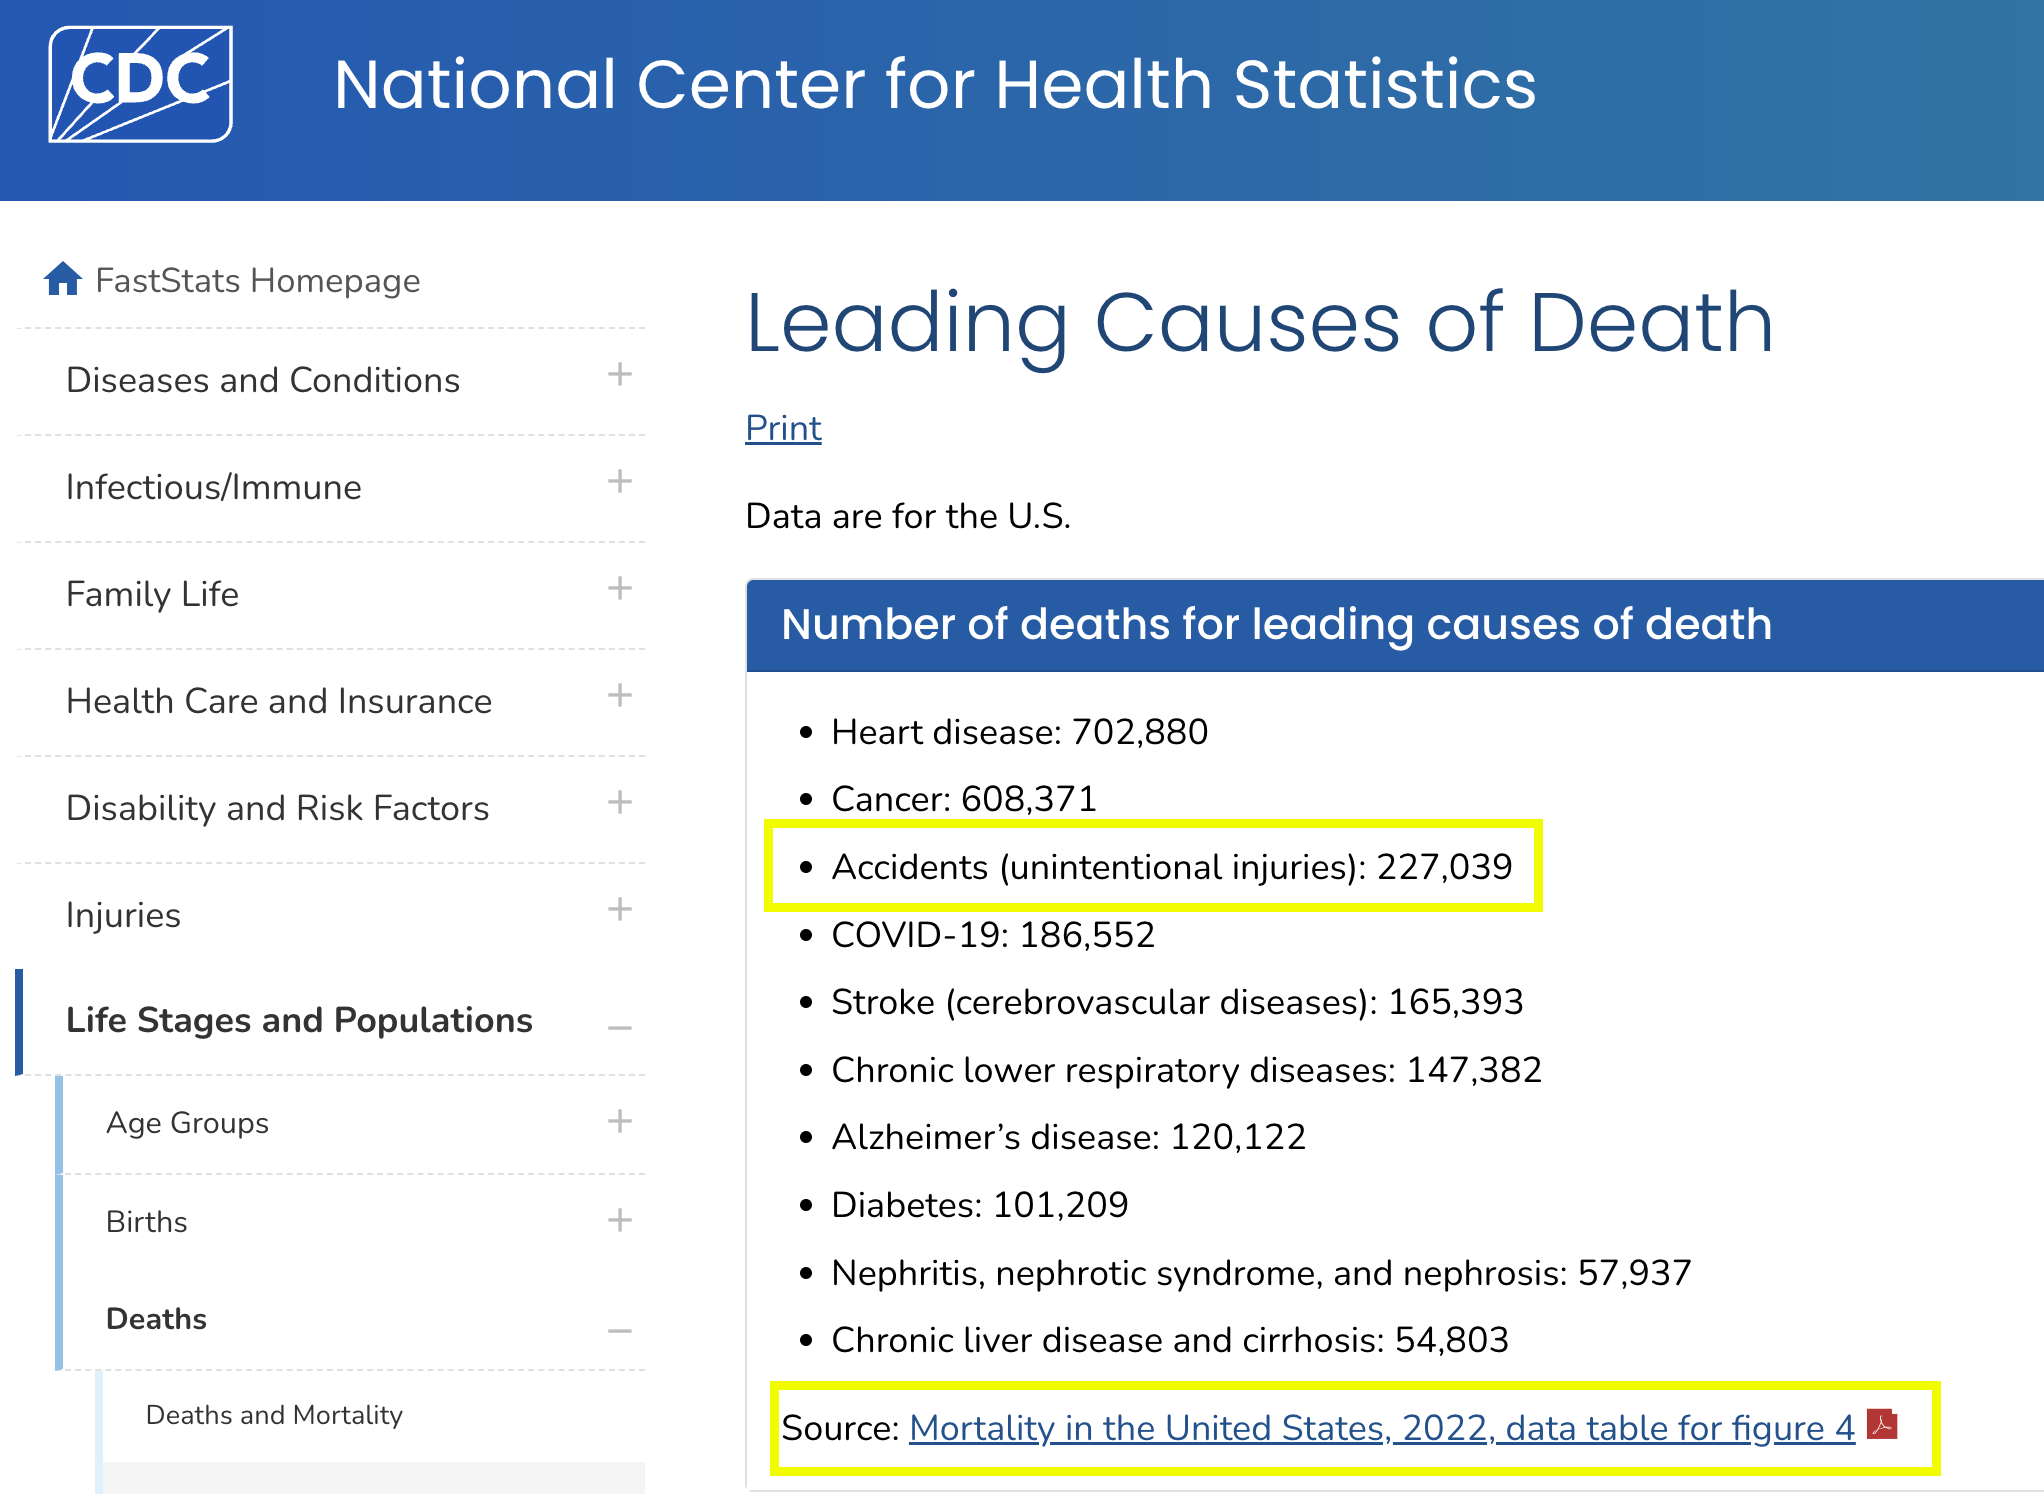 CDC
National Center for Health Statistics
FastStats Homepage
Diseases and Conditions +
Infectious/Immune +
Family Life +
Health Care and Insurance +
Disability and Risk Factors +
Injuries +
Life Stages and Populations –
Age Groups +
Births +
Deaths –
Deaths and Mortality
Leading Causes of Death
Print
Data are for the U.S.
Number of deaths for leading causes of death
• Heart disease: 702,880
• Cancer: 608,371
• Accidents (unintentional injuries): 227,039
• COVID-19: 186,552
• Stroke (cerebrovascular diseases): 165,393
• Chronic lower respiratory diseases: 147,382
• Alzheimer’s disease: 120,122
• Diabetes: 101,209
• Nephritis, nephrotic syndrome, and nephrosis: 57,937
• Chronic liver disease and cirrhosis: 54,803
Source: Mortality in the United States, 2022, data table for figure 4